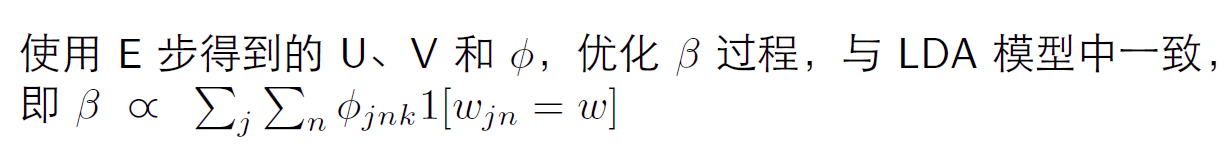 使用 E 步得到的 U、V 和 ϕ，优化 β 过程，与 LDA 模型中一致，
即 β ∝ ∑_j ∑_n ϕ_{jnk}1[w_{jn} = w]